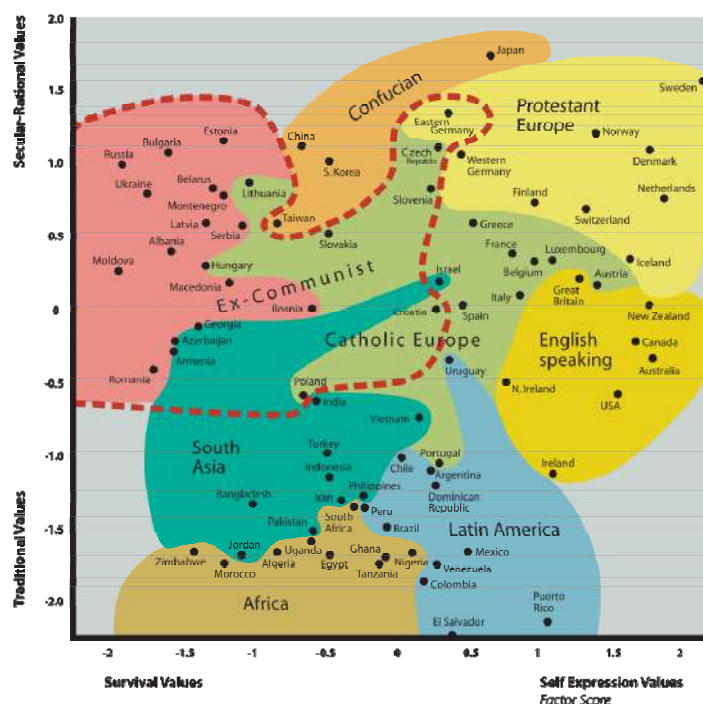 2.0
Secular-Rational Values
1.5
1.0
0.5
0
-0.5
-1.0
-1.5
-2.0
Traditional Values
Japan
Sweden
Confucian
Protestant
Europe
Eastern
Germany
Norway
Estonia
China
Bulgaria
Russla
S.Korea
Czech
Republic
Western
Germany
Denmark
Ukraine
Belarus
Lithuania
Montenegro
Slovenia
Finland
Netherlands
Switzerland
Latvia
Serbia
Taiwan
Slovakia
Greece
Albania
France
Luxembourg
Moldova
Hungary
Macedonia
Ex-Communist
Israel
Belgium
Austria
Iceland
Bosnia
Croatia
Spain
Italy
Great
Britain
New Zealand
Georgia
Azerbaijan
Armenia
Catholic Europe
English
speaking
Canada
Australia
Uruguay
Romanie
Poland
India
N.Ireland
USA
Vietnam
South
Asia
Turkey
Indonesia
Chile
Portugal
Argentina
Ireland
Bangladesh
Iran
Philippines
Dominican
Republic
Pakistan
South
Africa
Peru
Brazil
Latin America
Zimbabwe
Jordan
Morocco
Algeria
Uganda
Egypt
Ghana
Tanzania
Nigeria
Mexico
Venezuela
Colombia
Africa
Puerto
Rico
El Salvador
-2
-1.5
-1
-0.5
0
0.5
1
1.5
2
Survival Values
Self Expression Values
Factor Score